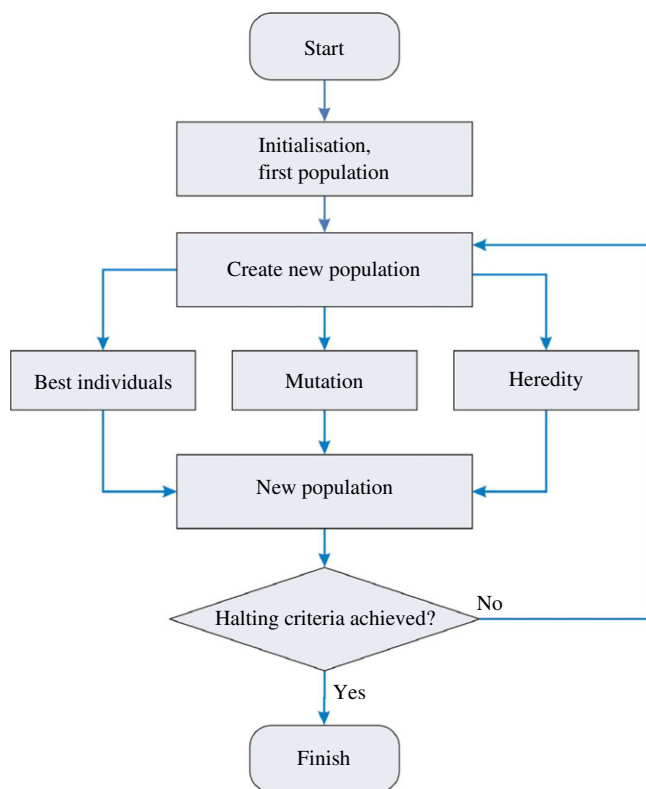 Start
Initialisation,
first population
Create new population
Best individuals
Mutation
Heredity
New population
Halting criteria achieved?
No
Yes
Finish